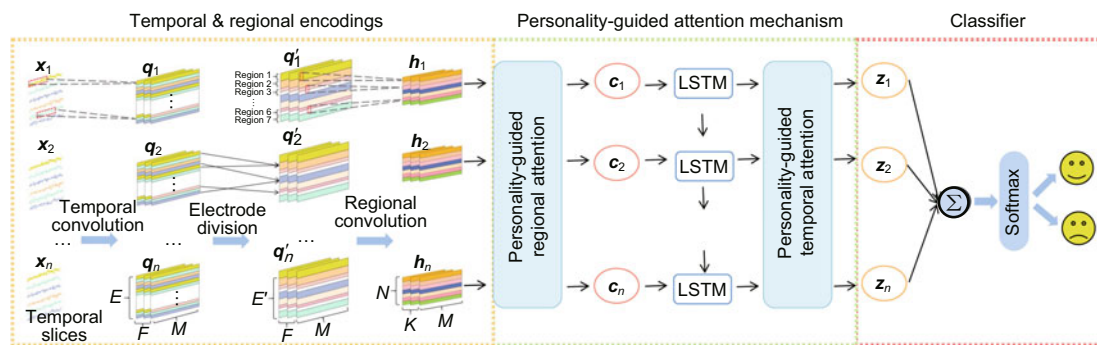 Temporal & regional encodings
Personality-guided attention mechanism
Classifier
x1
q1
q′1
Region 1
Region 2
Region 3
⋮
Region 6
Region 7
h1
⋮
x2
q2
⋮
q′2
h2
Temporal
convolution
Electrode
division
Regional
convolution
…
…
…
…
xn
Temporal
slices
qn
E
⋮
F
M
q′n
E′
F
M
hn
N
K
M
Personality-guided
regional attention
c1
c2
cn
LSTM
LSTM
LSTM
Personality-guided
temporal attention
z1
z2
zn
Σ
Softmax